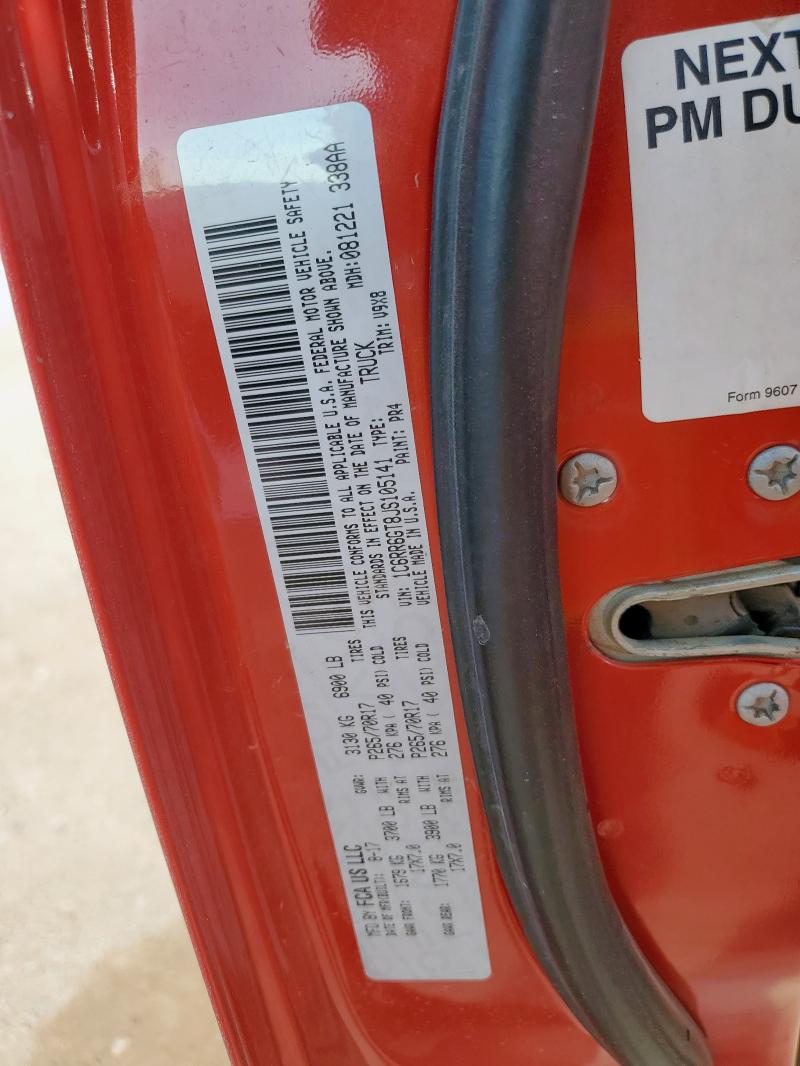 MFD BY FCA US LLC
DATE OF MFR(BUILT): 8-17 GVWR: 3130 KG 6900 LB
GAWR FRONT: 1679 KG 3700 LB WITH P265/70R17 TIRES
17X7.0 RIMS AT 276 KPA ( 40 PSI) COLD
GAWR REAR: 1770 KG 3900 LB WITH P265/70R17 TIRES
17X7.0 RIMS AT 276 KPA ( 40 PSI) COLD
THIS VEHICLE CONFORMS TO ALL APPLICABLE U.S.A. FEDERAL MOTOR VEHICLE SAFETY
STANDARDS IN EFFECT ON THE DATE OF MANUFACTURE SHOWN ABOVE.
VIN: 1C6RR6GT8JS105141 TYPE: TRUCK MDH:081221 338AA
VEHICLE MADE IN U.S.A. PAINT: PR4 TRIM: V9X8
NEXT
PM DU
Form 9607